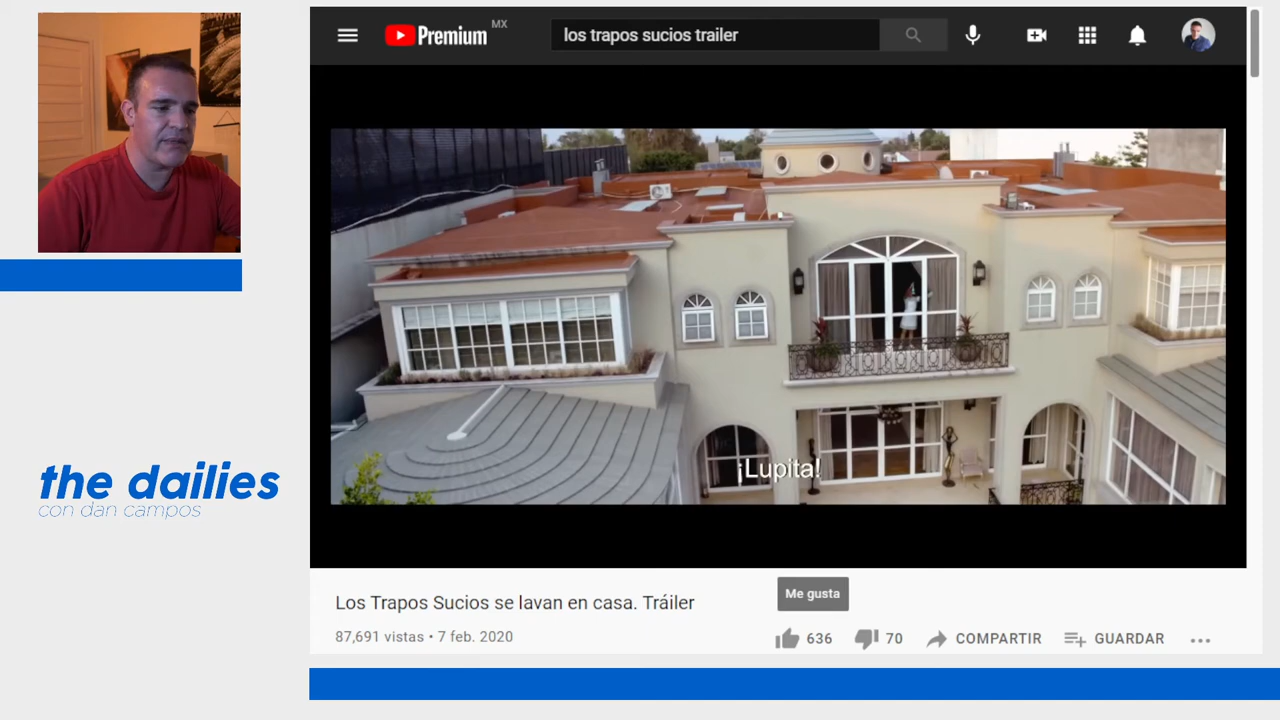 Premium MX
los trapos sucios trailer
¡Lupita!
the dailies
con dan campos
Los Trapos Sucios se lavan en casa. Tráiler
Me gusta
87,691 vistas • 7 feb. 2020
636
70
COMPARTIR
GUARDAR